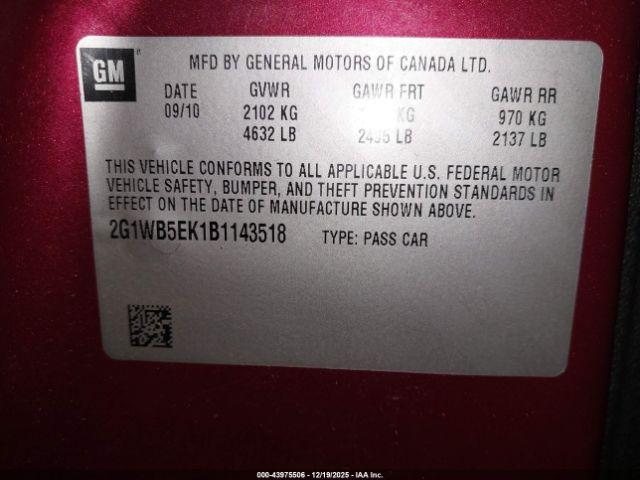 GM
MFD BY GENERAL MOTORS OF CANADA LTD.
DATE GVWR GAWR FRT GAWR RR
09/10 2102 KG KG 970 KG
4632 LB LB 2137 LB
THIS VEHICLE CONFORMS TO ALL APPLICABLE U.S. FEDERAL MOTOR
VEHICLE SAFETY, BUMPER, AND THEFT PREVENTION STANDARDS IN
EFFECT ON THE DATE OF MANUFACTURE SHOWN ABOVE.
2G1WB5EK1B1143518 TYPE: PASS CAR
000-43975506 - 12/19/2025 - IAA Inc.